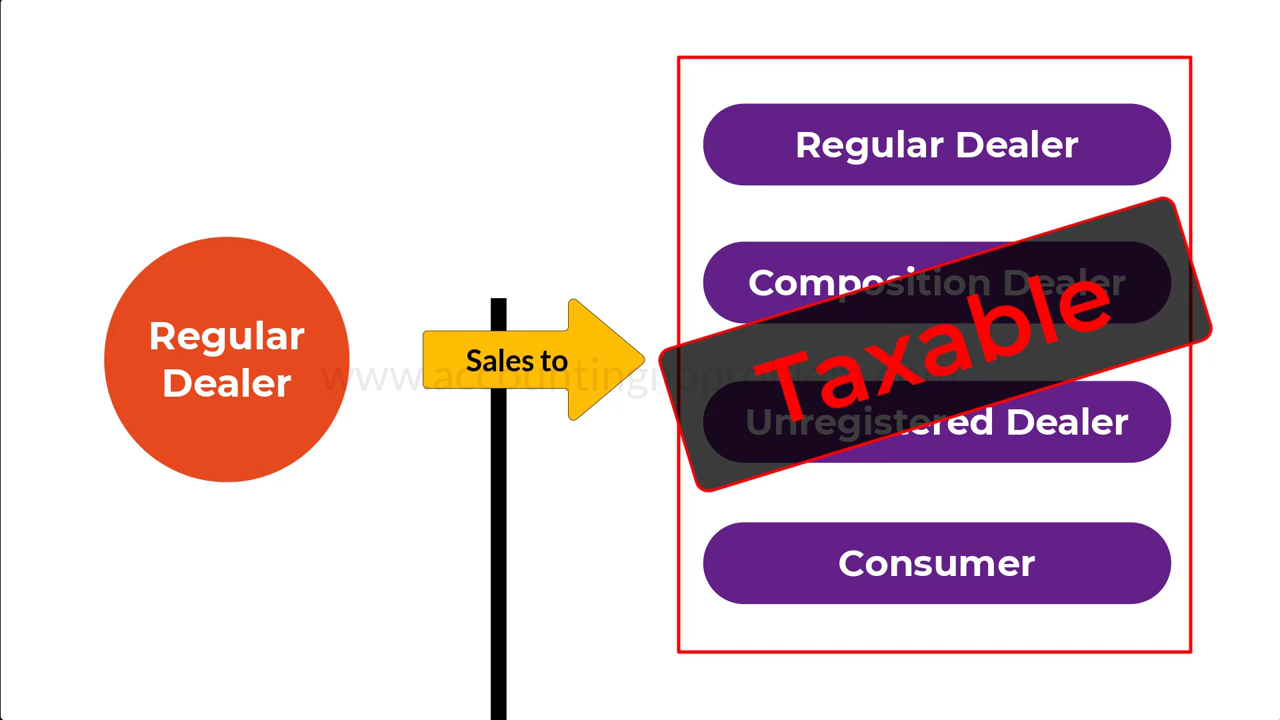 Regular Dealer
Composition Dealer
Taxable
Regular
Dealer
Sales to
Unregistered Dealer
Consumer